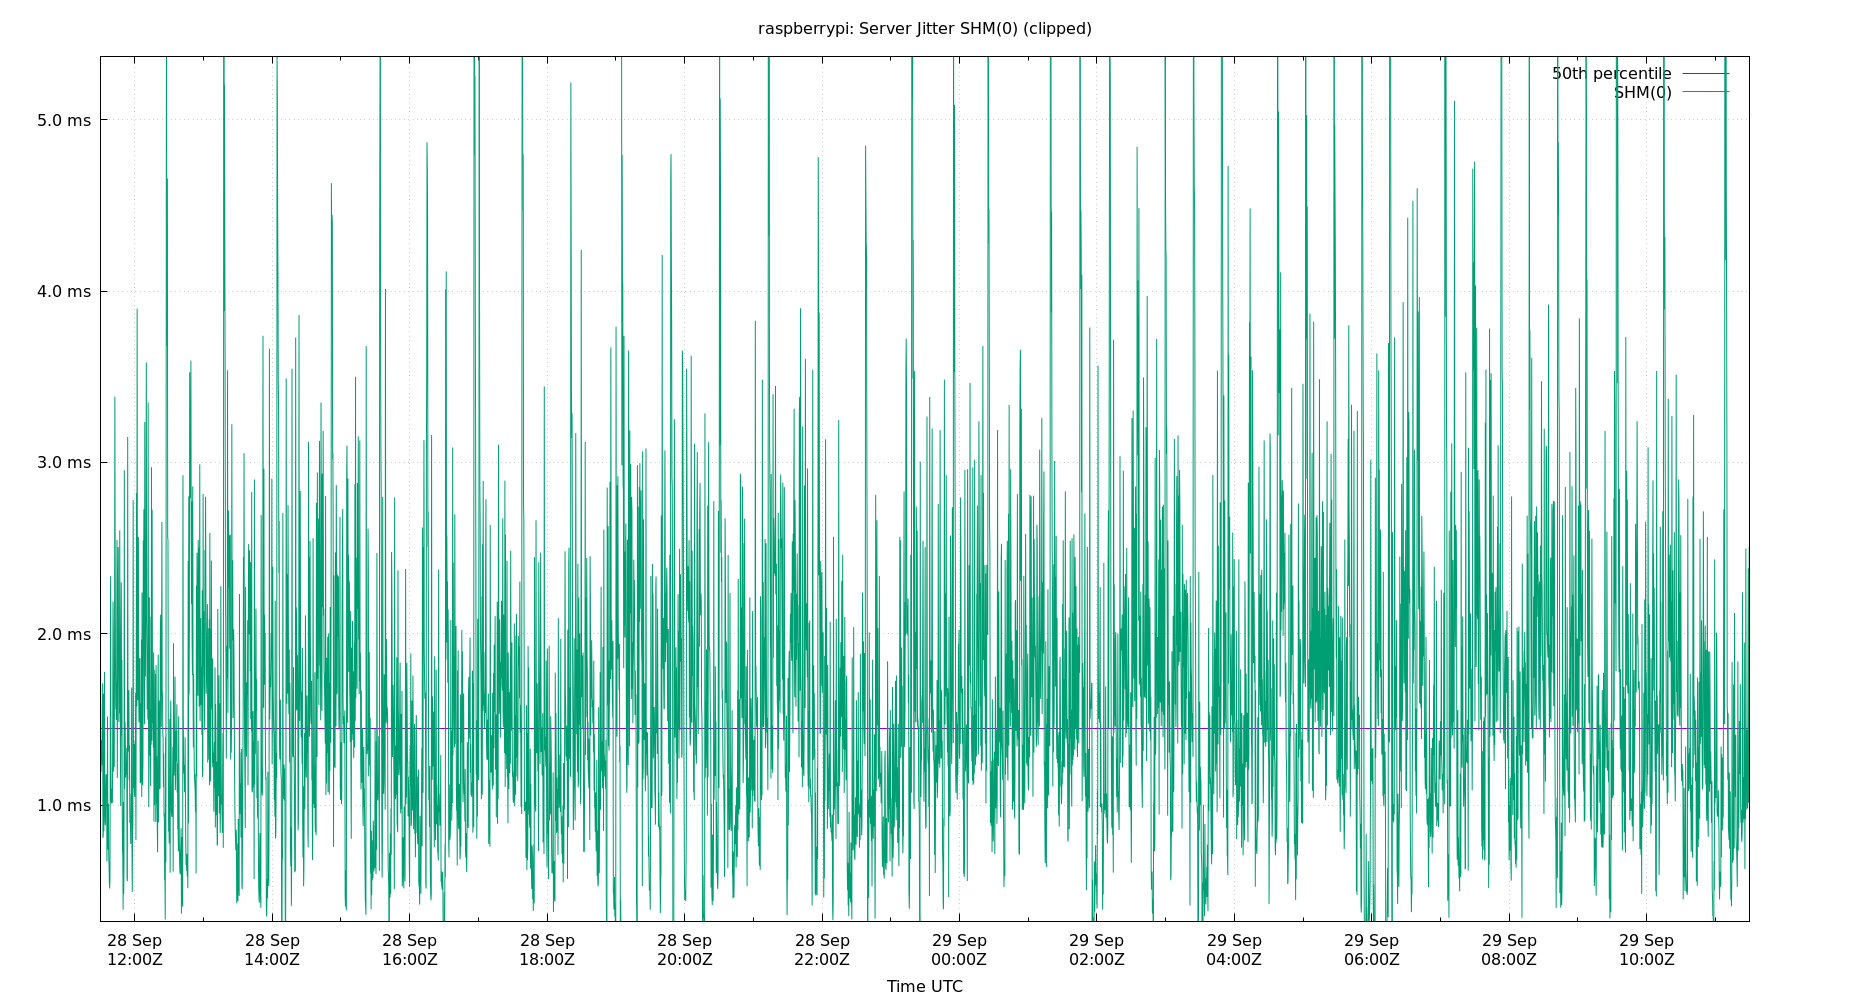 raspberrypi: Server Jitter SHM(0) (clipped)
50th percentile
SHM(0)
5.0 ms
4.0 ms
3.0 ms
2.0 ms
1.0 ms
28 Sep 28 Sep 28 Sep 28 Sep 28 Sep 28 Sep 29 Sep 29 Sep 29 Sep 29 Sep 29 Sep 29 Sep
12:00Z 14:00Z 16:00Z 18:00Z 20:00Z 22:00Z 00:00Z 02:00Z 04:00Z 06:00Z 08:00Z 10:00Z
Time UTC